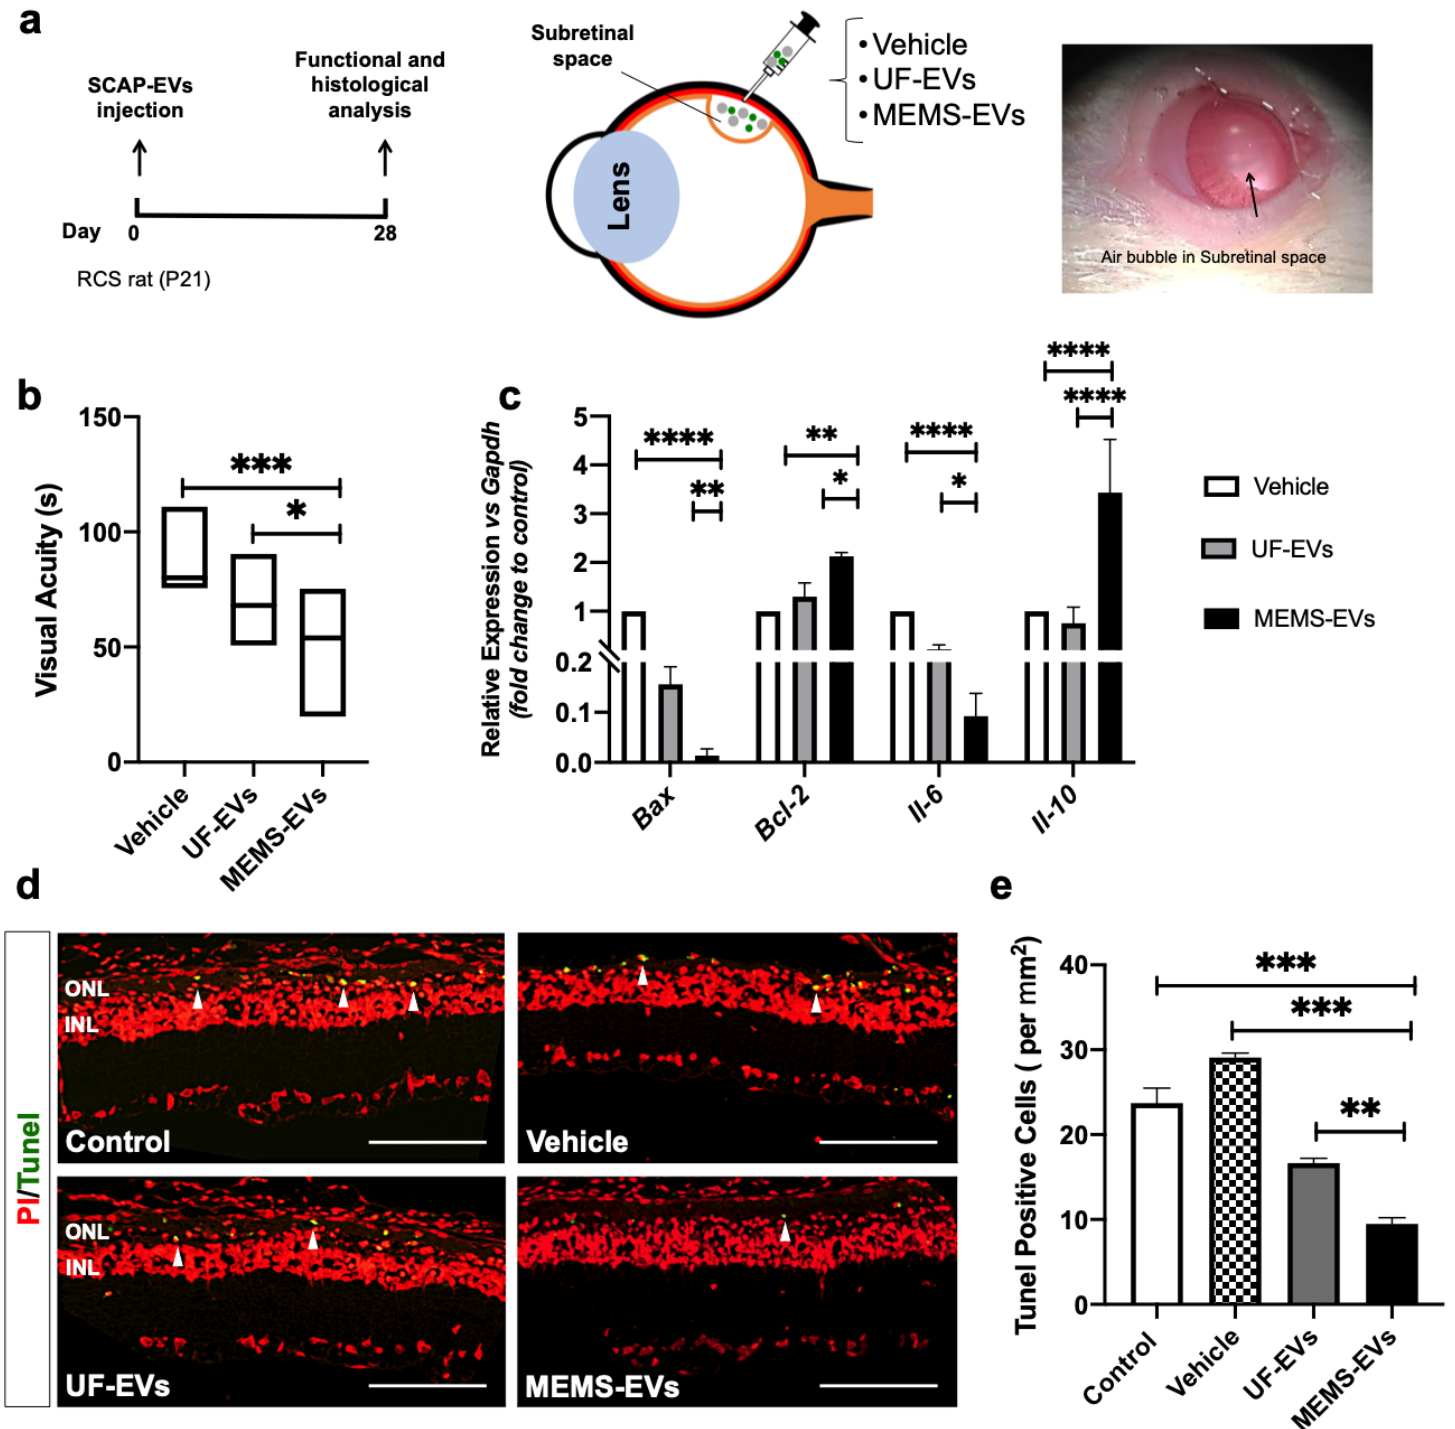 a
SCAP-EVs
injection
Functional and
histological
analysis
Day
0
28
RCS rat (P21)
Subretinal
space
Lens
• Vehicle
• UF-EVs
• MEMS-EVs
Air bubble in Subretinal space
b
Visual Acuity (s)
150
100
50
0
***
*
Vehicle
UF-EVs
MEMS-EVs
c
Relative Expression vs Gapdh
(fold change to control)
5
4
3
2
1
0.2
0.1
0.0
****
**
**
*
****
*
****
****
Bax
Bcl-2
Il-6
Il-10
Vehicle
UF-EVs
MEMS-EVs
d
PI/Tunel
ONL
INL
Control
Vehicle
ONL
INL
UF-EVs
MEMS-EVs
e
Tunel Positive Cells ( per mm²)
40
30
20
10
0
***
***
**
Control
Vehicle
UF-EVs
MEMS-EVs